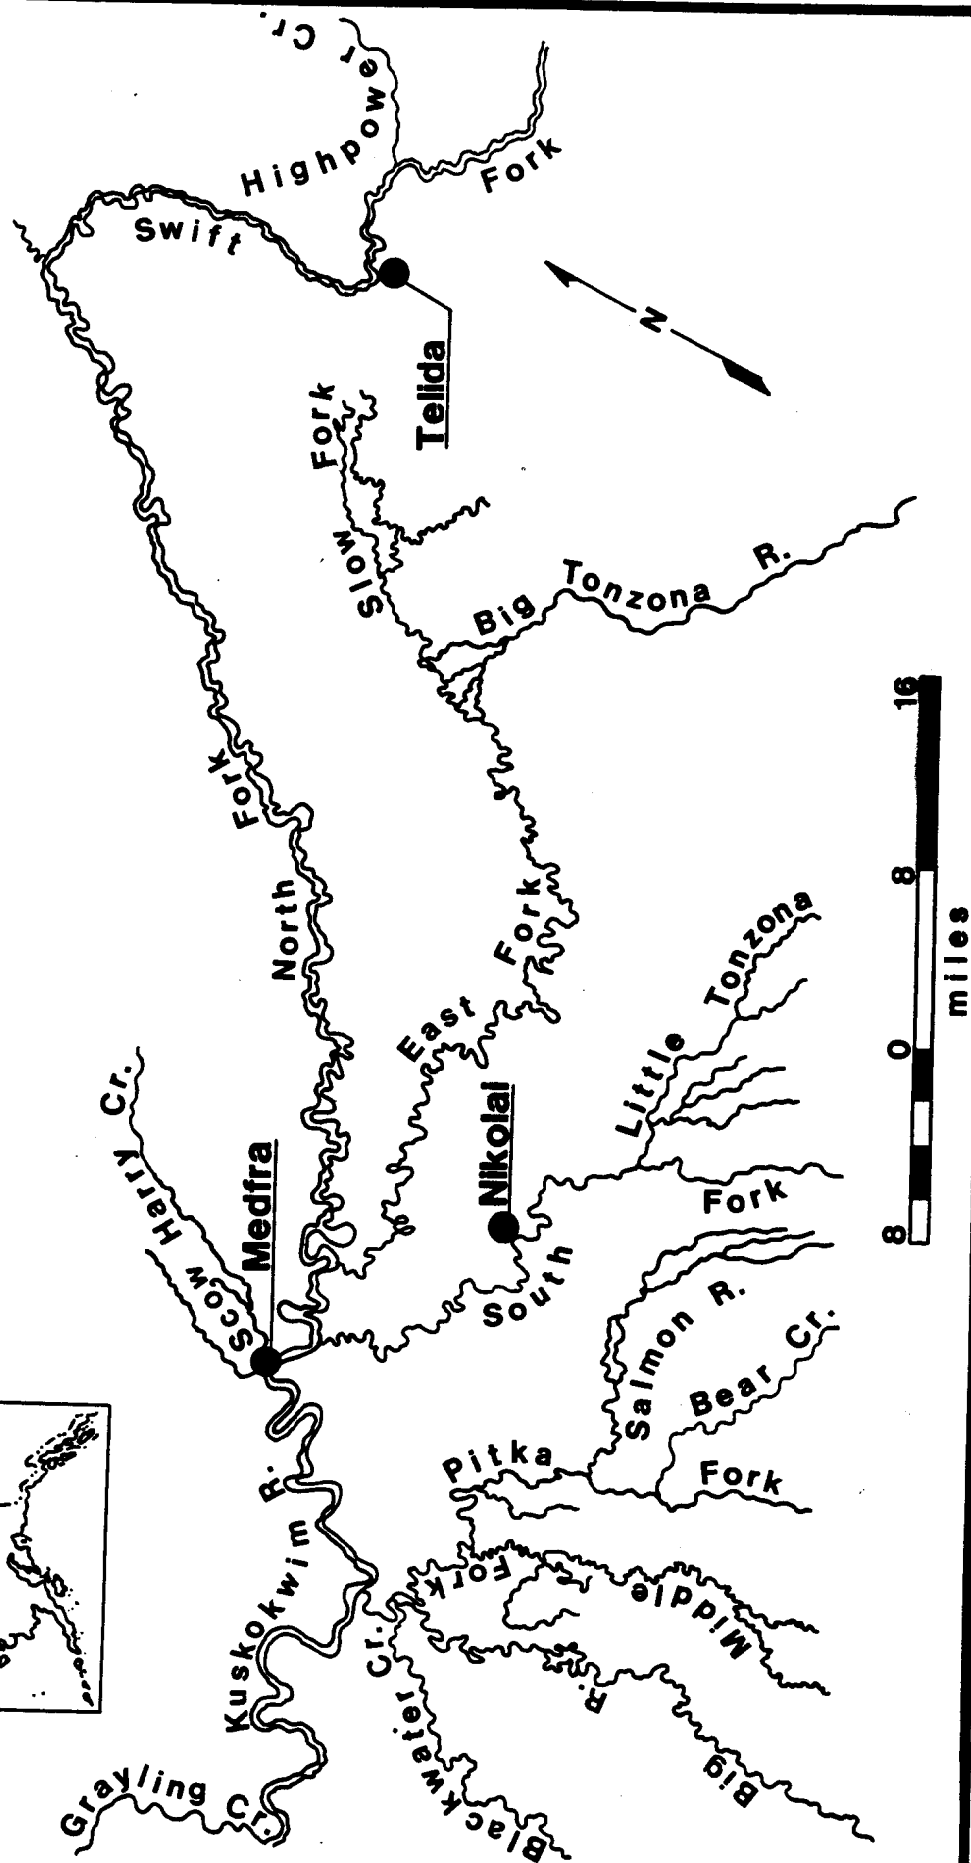 Highpower Cr.
Swift Fork
Telida
N
Slow Fork
Big Tonzona R.
North Fork
East Fork
Little Tonzona
Scow Harry Cr.
Medfra
Nikolai
South Fork
Salmon R.
Bear Cr.
Pitka Fork
Middle Fork
Kuskokwim R.
Blackwater Cr.
Big R.
Grayling Cr.
8 0 8 16
miles